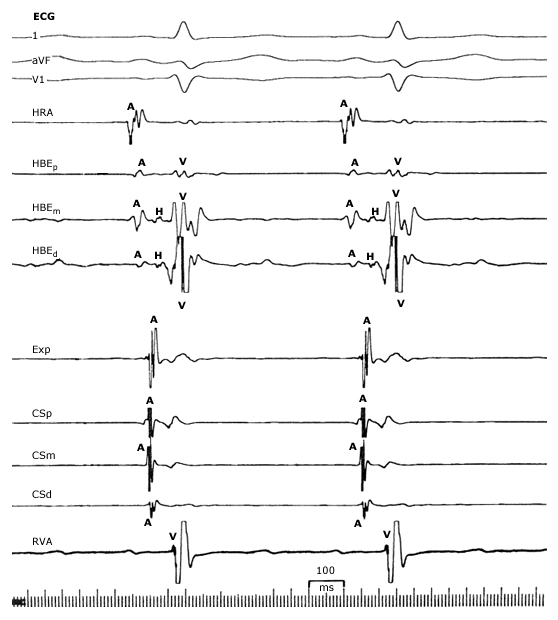 ECG
1
aVF
V1
HRA A A
HBEp A V A V
HBEm A H V A H V
HBEd A H V A H V
Exp A A
CSp A A
CSm A A
CSd A A
RVA V V
100
ms